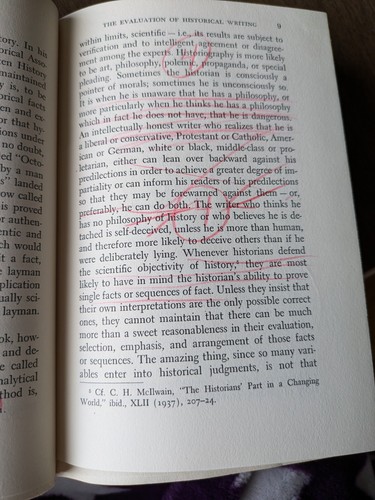 THE EVALUATION OF HISTORICAL WRITING 9
within limits, scientific — i.e., its results are subject to
verification and to intelligent agreement or disagree-
ment among the experts. Historiography is more likely
to be art, philosophy, polemic, propaganda, or special
pleading. Sometimes the historian is consciously a
pointer of morals; sometimes he is unconsciously so.
It is when he is unaware that he has a philosophy, or
more particularly when he thinks he has a philosophy
which in fact he does not have, that he is dangerous.
An intellectually honest writer who realizes that he is
a liberal or conservative, Protestant or Catholic, Amer-
ican or German, white or black, middle-class or pro-
letarian, either can lean over backward against his
predilections in order to achieve a greater degree of im-
partiality or can inform his readers of his predilections
so that they may be forewarned against them — or,
preferably, he can do both. The writer who thinks he
has no philosophy of history or who believes he is de-
tached is self-deceived, unless he is more than human,
and therefore more likely to deceive others than if he
were deliberately lying. Whenever historians defend
the scientific objectivity of history, they are most
likely to have in mind the historian's ability to prove
single facts or sequences of fact. Unless they insist that
their own interpretations are the only possible correct
ones, they cannot maintain that there can be much
more than a sweet reasonableness in their evaluation,
selection, emphasis, and arrangement of those facts
or sequences. The amazing thing, since so many vari-
ables enter into historical judgments, is not that
Cf. C. H. McIlwain, "The Historians' Part in a Changing
World," ibid., XLII (1937), 207–24.